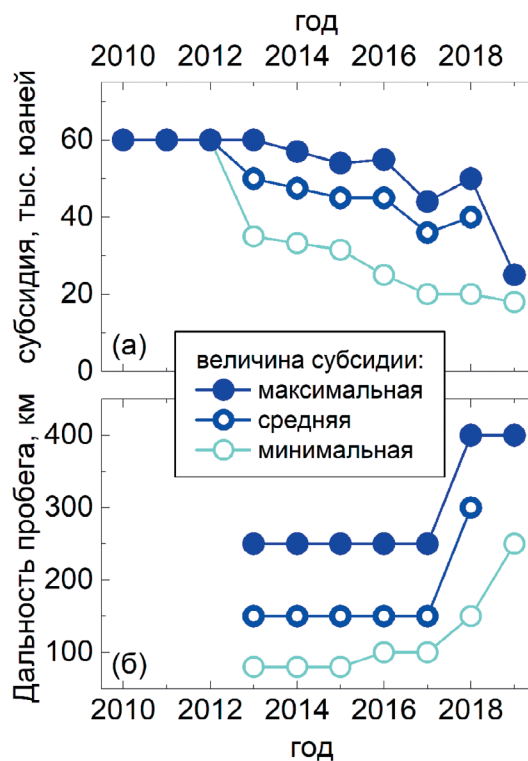 год
2010 2012 2014 2016 2018
субсидия, тыс. юаней
60
40
20
0
(а)
величина субсидии:
максимальная
средняя
минимальная
Дальность пробега, км
400
300
200
100
(б)
2010 2012 2014 2016 2018
год